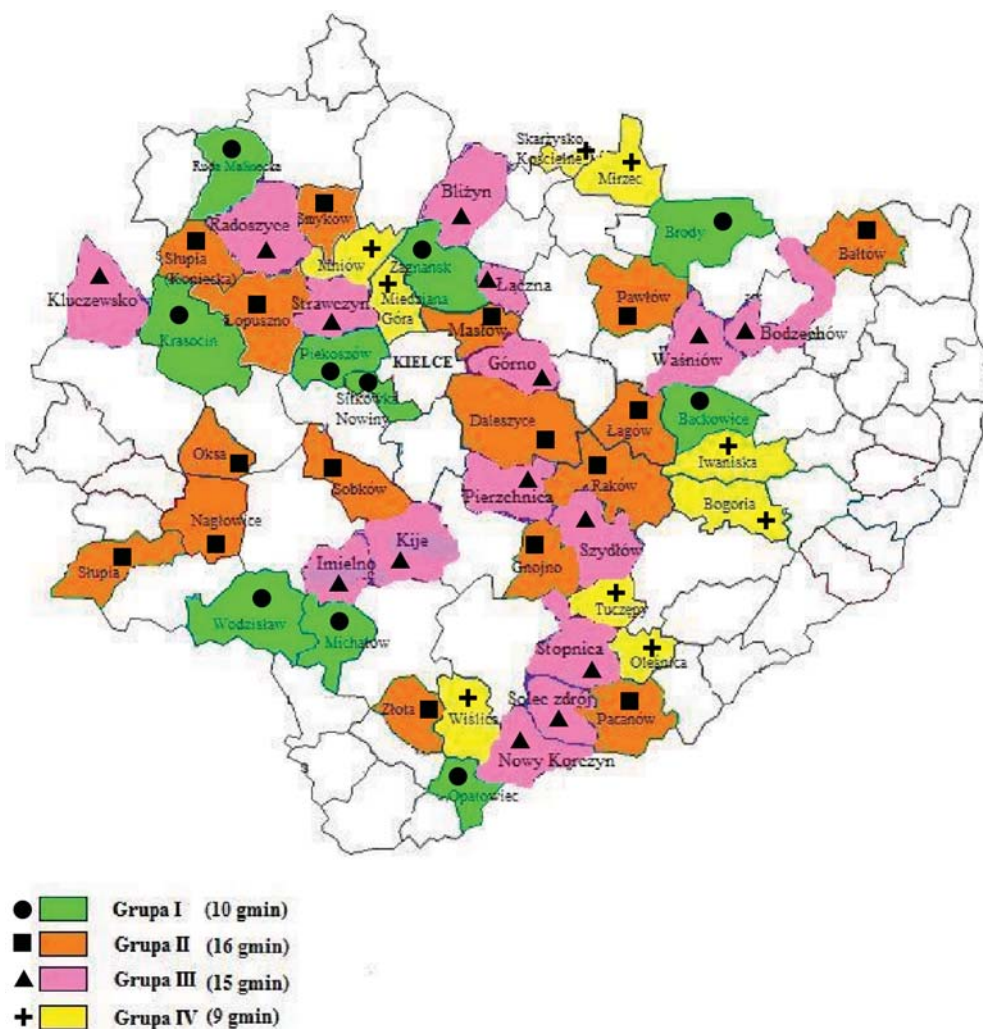 Skarżysko
Kościelne
Mirzec
Ruda Maleniecka
Bliżyn
Radoszyce
Smyków
Brody
Bałtów
Słupia
(Koniecka)
Mniów
Zagnańsk
Łączna
Kluczewsko
Strawczyn
Miedziana
Góra
Pawłów
Łopuszno
Masłów
Bodzechów
Krasocin
Waśniów
Piekoszów
KIELCE
Górno
Sitkówka
Nowiny
Baćkowice
Daleszyce
Łagów
Oksa
Iwaniska
Sobków
Raków
Pierzchnica
Bogoria
Nagłowice
Kije
Szydłów
Imielno
Gnojno
Słupia
Tuczępy
Wodzisław
Michałów
Stopnica
Oleśnica
Solec zdrój
Złota
Wiślica
Pacanów
Nowy Korczyn
Opatowiec
Grupa I (10 gmin)
Grupa II (16 gmin)
Grupa III (15 gmin)
Grupa IV (9 gmin)